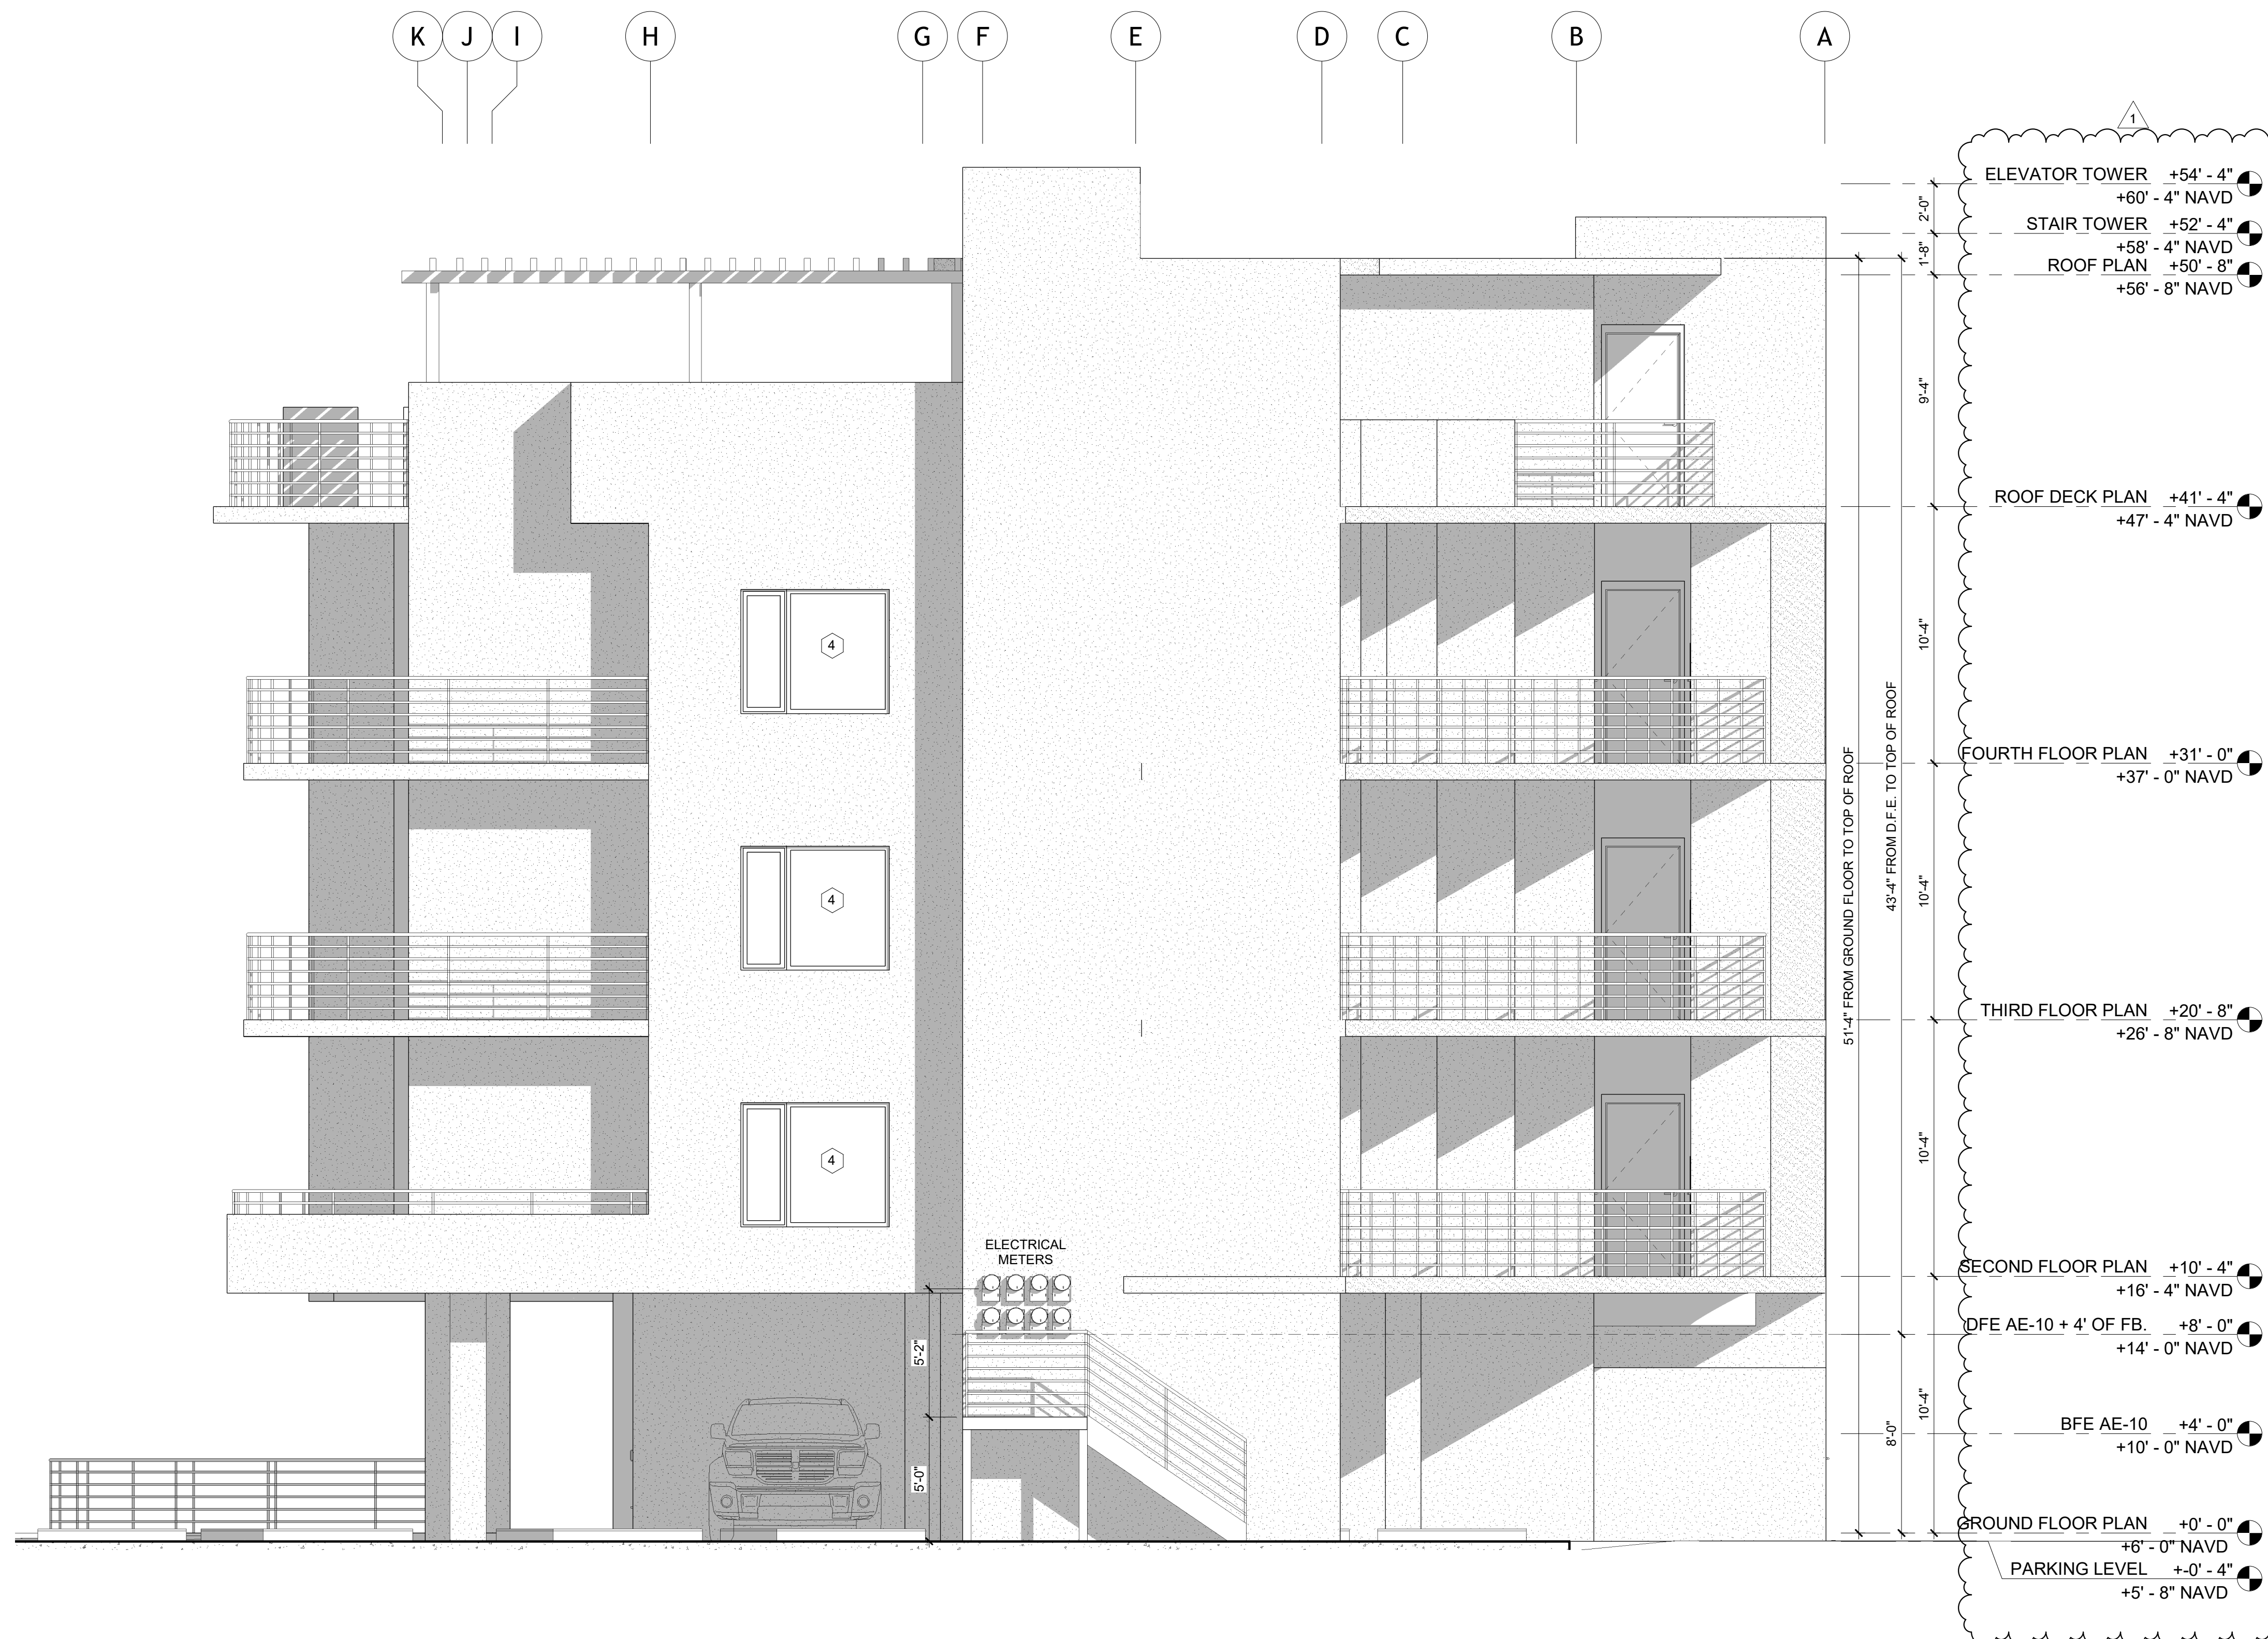 K J I H G F E D C B A
1
ELEVATOR TOWER +54' - 4"
+60' - 4" NAVD
2'-0"
STAIR TOWER +52' - 4"
+58' - 4" NAVD
1'-8"
ROOF PLAN +50' - 8"
+56' - 8" NAVD
9'-4"
ROOF DECK PLAN +41' - 4"
+47' - 4" NAVD
10'-4"
4
51'-4" FROM GROUND FLOOR TO TOP OF ROOF
43'-4" FROM D.F.E. TO TOP OF ROOF
FOURTH FLOOR PLAN +31' - 0"
+37' - 0" NAVD
10'-4"
4
THIRD FLOOR PLAN +20' - 8"
+26' - 8" NAVD
10'-4"
4
ELECTRICAL
METERS
SECOND FLOOR PLAN +10' - 4"
+16' - 4" NAVD
DFE AE-10 + 4' OF FB. +8' - 0"
+14' - 0" NAVD
5'-2"
10'-4"
8'-0"
BFE AE-10 +4' - 0"
+10' - 0" NAVD
5'-0"
GROUND FLOOR PLAN +0' - 0"
+6' - 0" NAVD
PARKING LEVEL +-0' - 4"
+5' - 8" NAVD